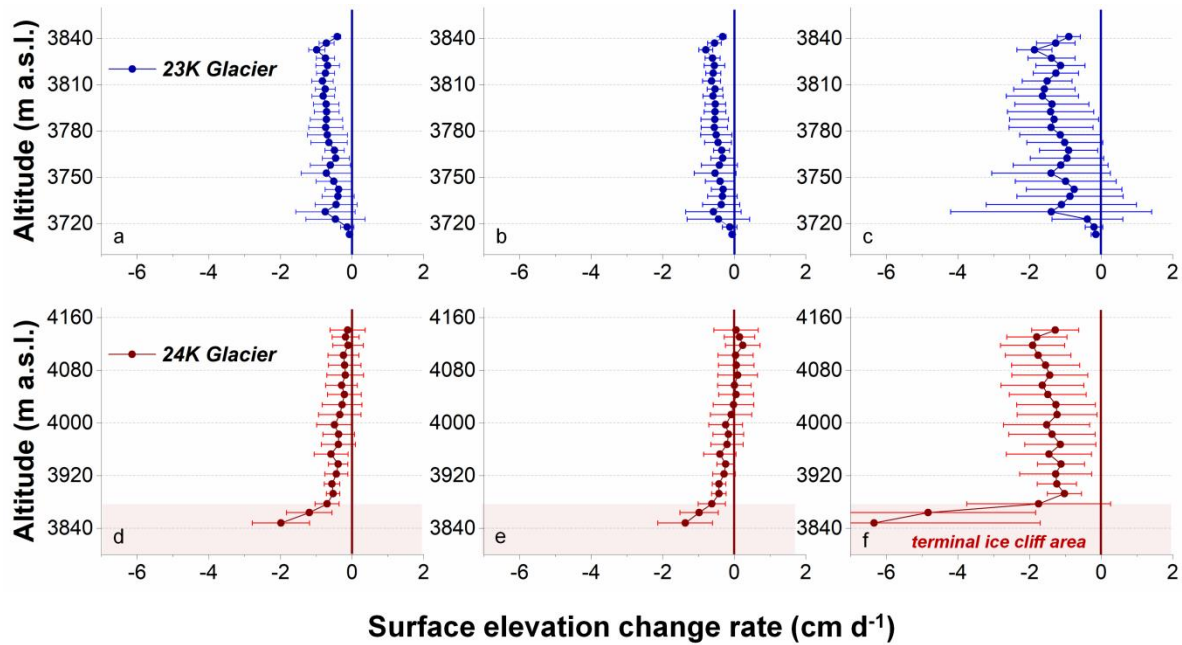 Altitude (m a.s.l.)
3840
3810
3780
3750
3720
23K Glacier
a
-6 -4 -2 0 2
3840
3810
3780
3750
3720
b
-6 -4 -2 0 2
3840
3810
3780
3750
3720
c
-6 -4 -2 0 2
Altitude (m a.s.l.)
4160
4080
4000
3920
3840
24K Glacier
d
-6 -4 -2 0 2
4160
4080
4000
3920
3840
e
-6 -4 -2 0 2
4160
4080
4000
3920
3840
f
terminal ice cliff area
-6 -4 -2 0 2
Surface elevation change rate (cm d⁻¹)